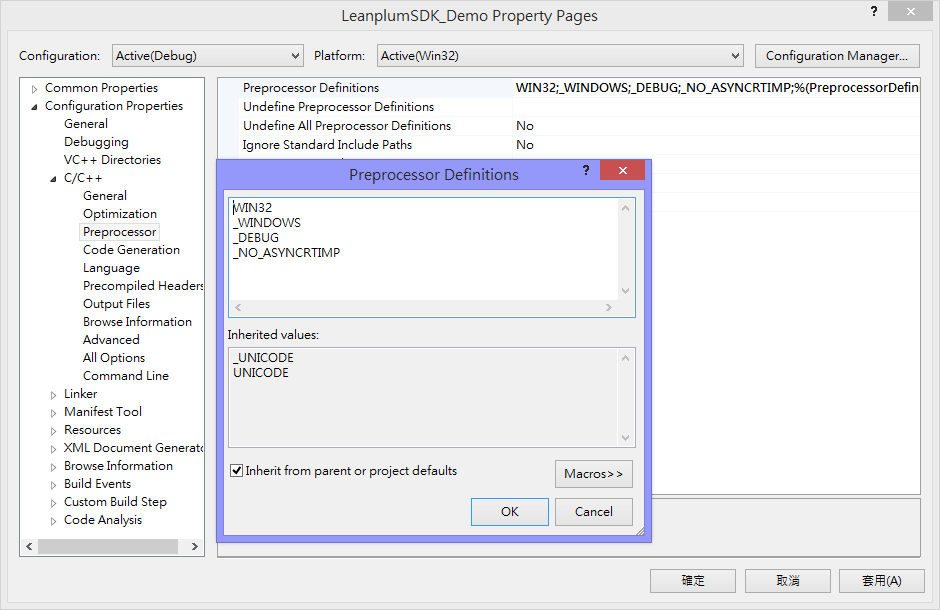 LeanplumSDK_Demo Property Pages
?
Configuration: Active(Debug) Platform: Active(Win32) Configuration Manager...
Common Properties
Configuration Properties
General
Debugging
VC++ Directories
C/C++
General
Optimization
Preprocessor
Code Generation
Language
Precompiled Headers
Output Files
Browse Information
Advanced
All Options
Command Line
Linker
Manifest Tool
Resources
XML Document Generato
Browse Information
Build Events
Custom Build Step
Code Analysis
Preprocessor Definitions WIN32;_WINDOWS;_DEBUG;_NO_ASYNCRTIMP;%(PreprocessorDefin
Undefine Preprocessor Definitions
Undefine All Preprocessor Definitions No
Ignore Standard Include Paths No
Preprocessor Definitions
?
WIN32
_WINDOWS
_DEBUG
_NO_ASYNCRTIMP
Inherited values:
_UNICODE
UNICODE
Inherit from parent or project defaults
Macros>>
OK Cancel
確定 取消 套用(A)